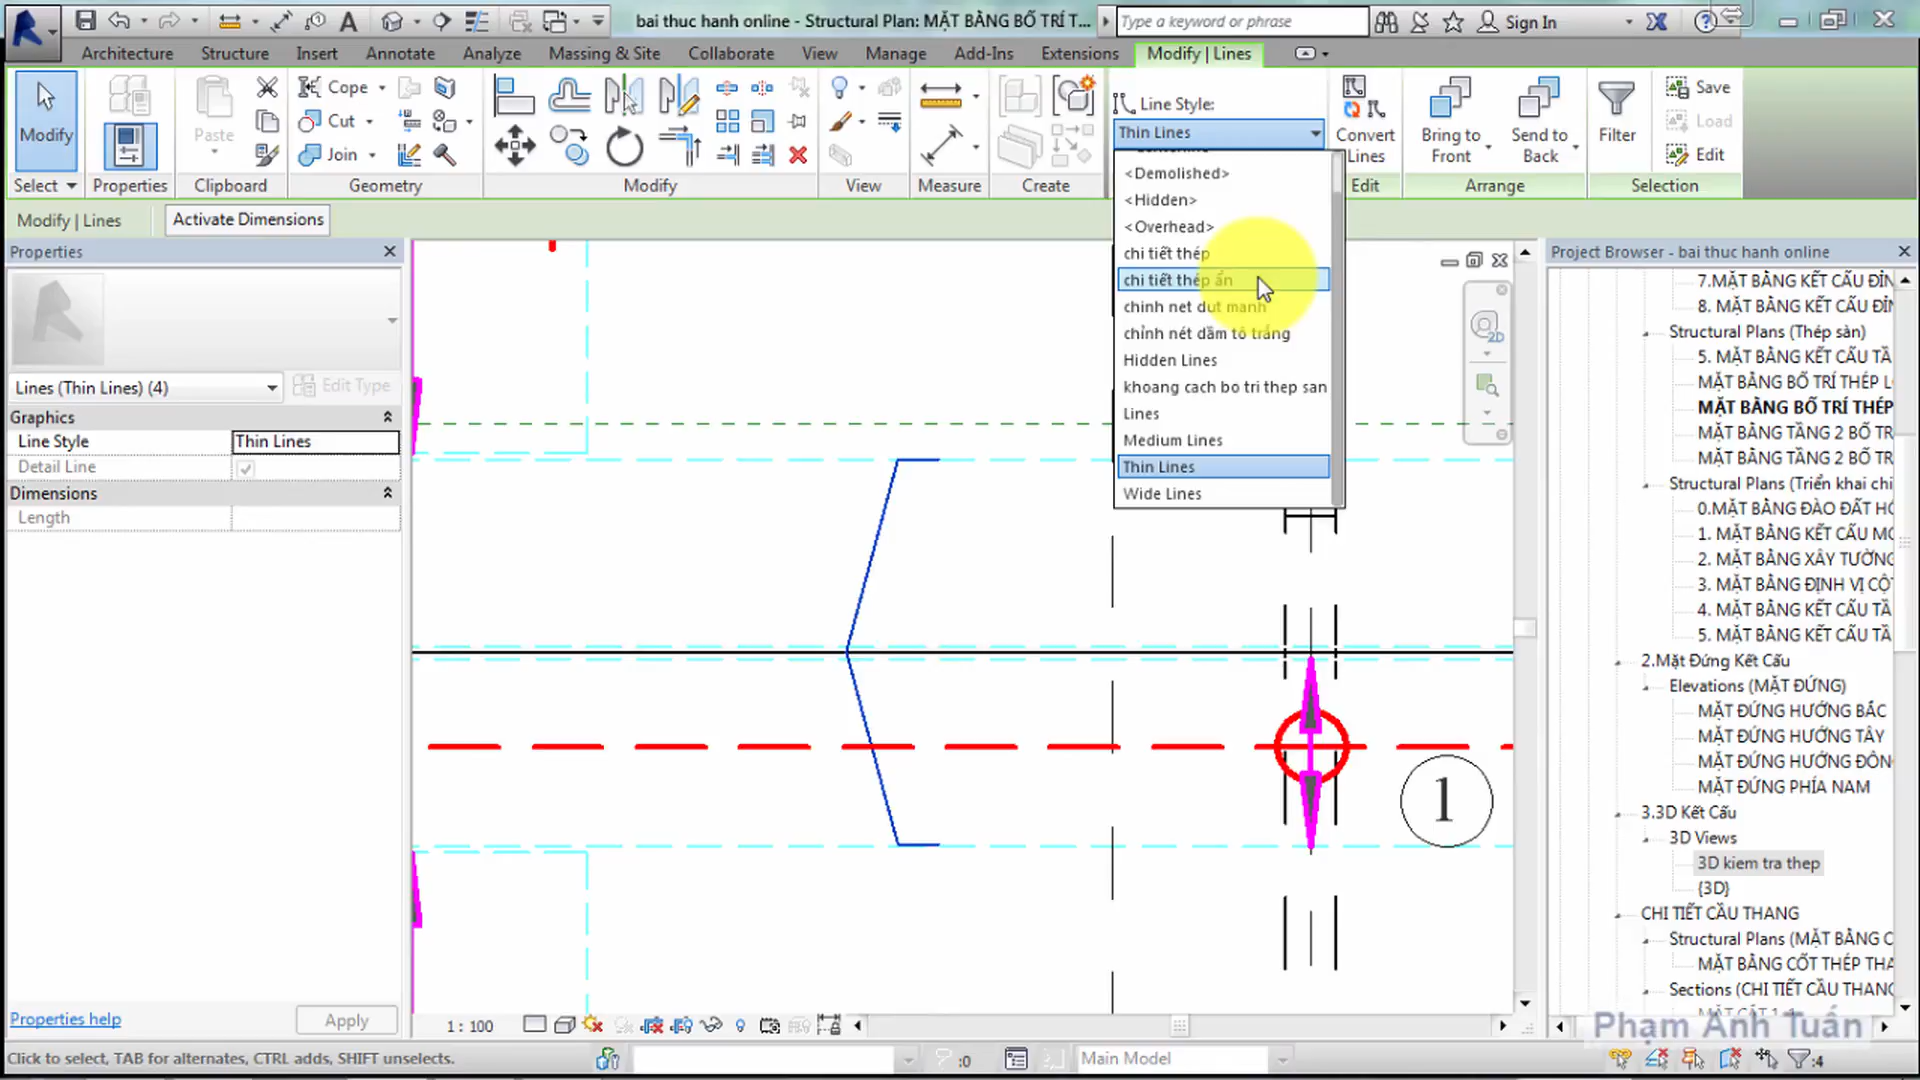 bai thuc hanh online - Structural Plan: MẶT BẰNG BỐ TRÍ T...
Type a keyword or phrase
Sign In
Architecture
Structure
Insert
Annotate
Analyze
Massing & Site
Collaborate
View
Manage
Add-Ins
Extensions
Modify | Lines
Modify
Paste
Cope
Cut
Join
Line Style:
Thin Lines
Convert
Lines
Bring to
Front
Send to
Back
Filter
Save
Load
Edit
Select
Properties
Clipboard
Geometry
Modify
View
Measure
Create
Edit
Arrange
Selection
Modify | Lines
Activate Dimensions
Properties
Lines (Thin Lines) (4)
Edit Type
Graphics
Line Style
Thin Lines
Detail Line
Dimensions
Length
Properties help
Apply
<Demolished>
<Hidden>
<Overhead>
chi tiết thép
chi tiết thép ẩn
chinh net dut manh
chỉnh nét dầm tô trắng
Hidden Lines
khoang cach bo tri thep san
Lines
Medium Lines
Thin Lines
Wide Lines
2D
1
Project Browser - bai thuc hanh online
7.MẶT BẰNG KẾT CẤU ĐỈN
8. MẶT BẰNG KẾT CẤU ĐỈN
Structural Plans (Thép sàn)
5. MẶT BẰNG KẾT CẤU TẦ
MẶT BẰNG BỐ TRÍ THÉP L
MẶT BẰNG BỐ TRÍ THÉP
MẶT BẰNG TẦNG 2 BỐ TR
MẶT BẰNG TẦNG 2 BỐ TR
Structural Plans (Triển khai chi
0.MẶT BẰNG ĐÀO ĐẤT HỐ
1. MẶT BẰNG KẾT CẤU MÓ
2. MẶT BẰNG XÂY TƯỜNG
3. MẶT BẰNG ĐỊNH VỊ CỘT
4. MẶT BẰNG KẾT CẤU TẦ
5. MẶT BẰNG KẾT CẤU TẦ
2.Mặt Đứng Kết Cấu
Elevations (MẶT ĐỨNG)
MẶT ĐỨNG HƯỚNG BẮC
MẶT ĐỨNG HƯỚNG TÂY
MẶT ĐỨNG HƯỚNG ĐÔN
MẶT ĐỨNG PHÍA NAM
3.3D Kết Cấu
3D Views
3D kiem tra thep
{3D}
CHI TIẾT CẦU THANG
Structural Plans (MẶT BẰNG C
MẶT BẰNG CỐT THÉP THA
Sections (CHI TIẾT CẦU THANG
Phạm Anh Tuấn
1 : 100
Click to select, TAB for alternates, CTRL adds, SHIFT unselects.
:0
Main Model
:4